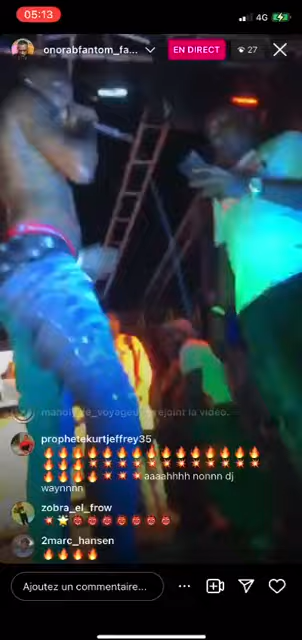 05:13
4G
onorabfantom_fa...
EN DIRECT
27
a rejoint la vidéo.
prophetekurtjeffrey35
🔥🔥🔥🔥🔥🔥🔥🔥🔥🔥🔥🔥🔥🔥🔥
🔥🔥🔥💥💥💥💥💥💥💥💥💥💥💥💥
🔥🔥🔥🔥💥💥💥aaaahhhh nonnn dj
waynnnn
zobra_el_frow
2marc_hansen
🔥🔥🔥🔥
Ajoutez un commentaire...